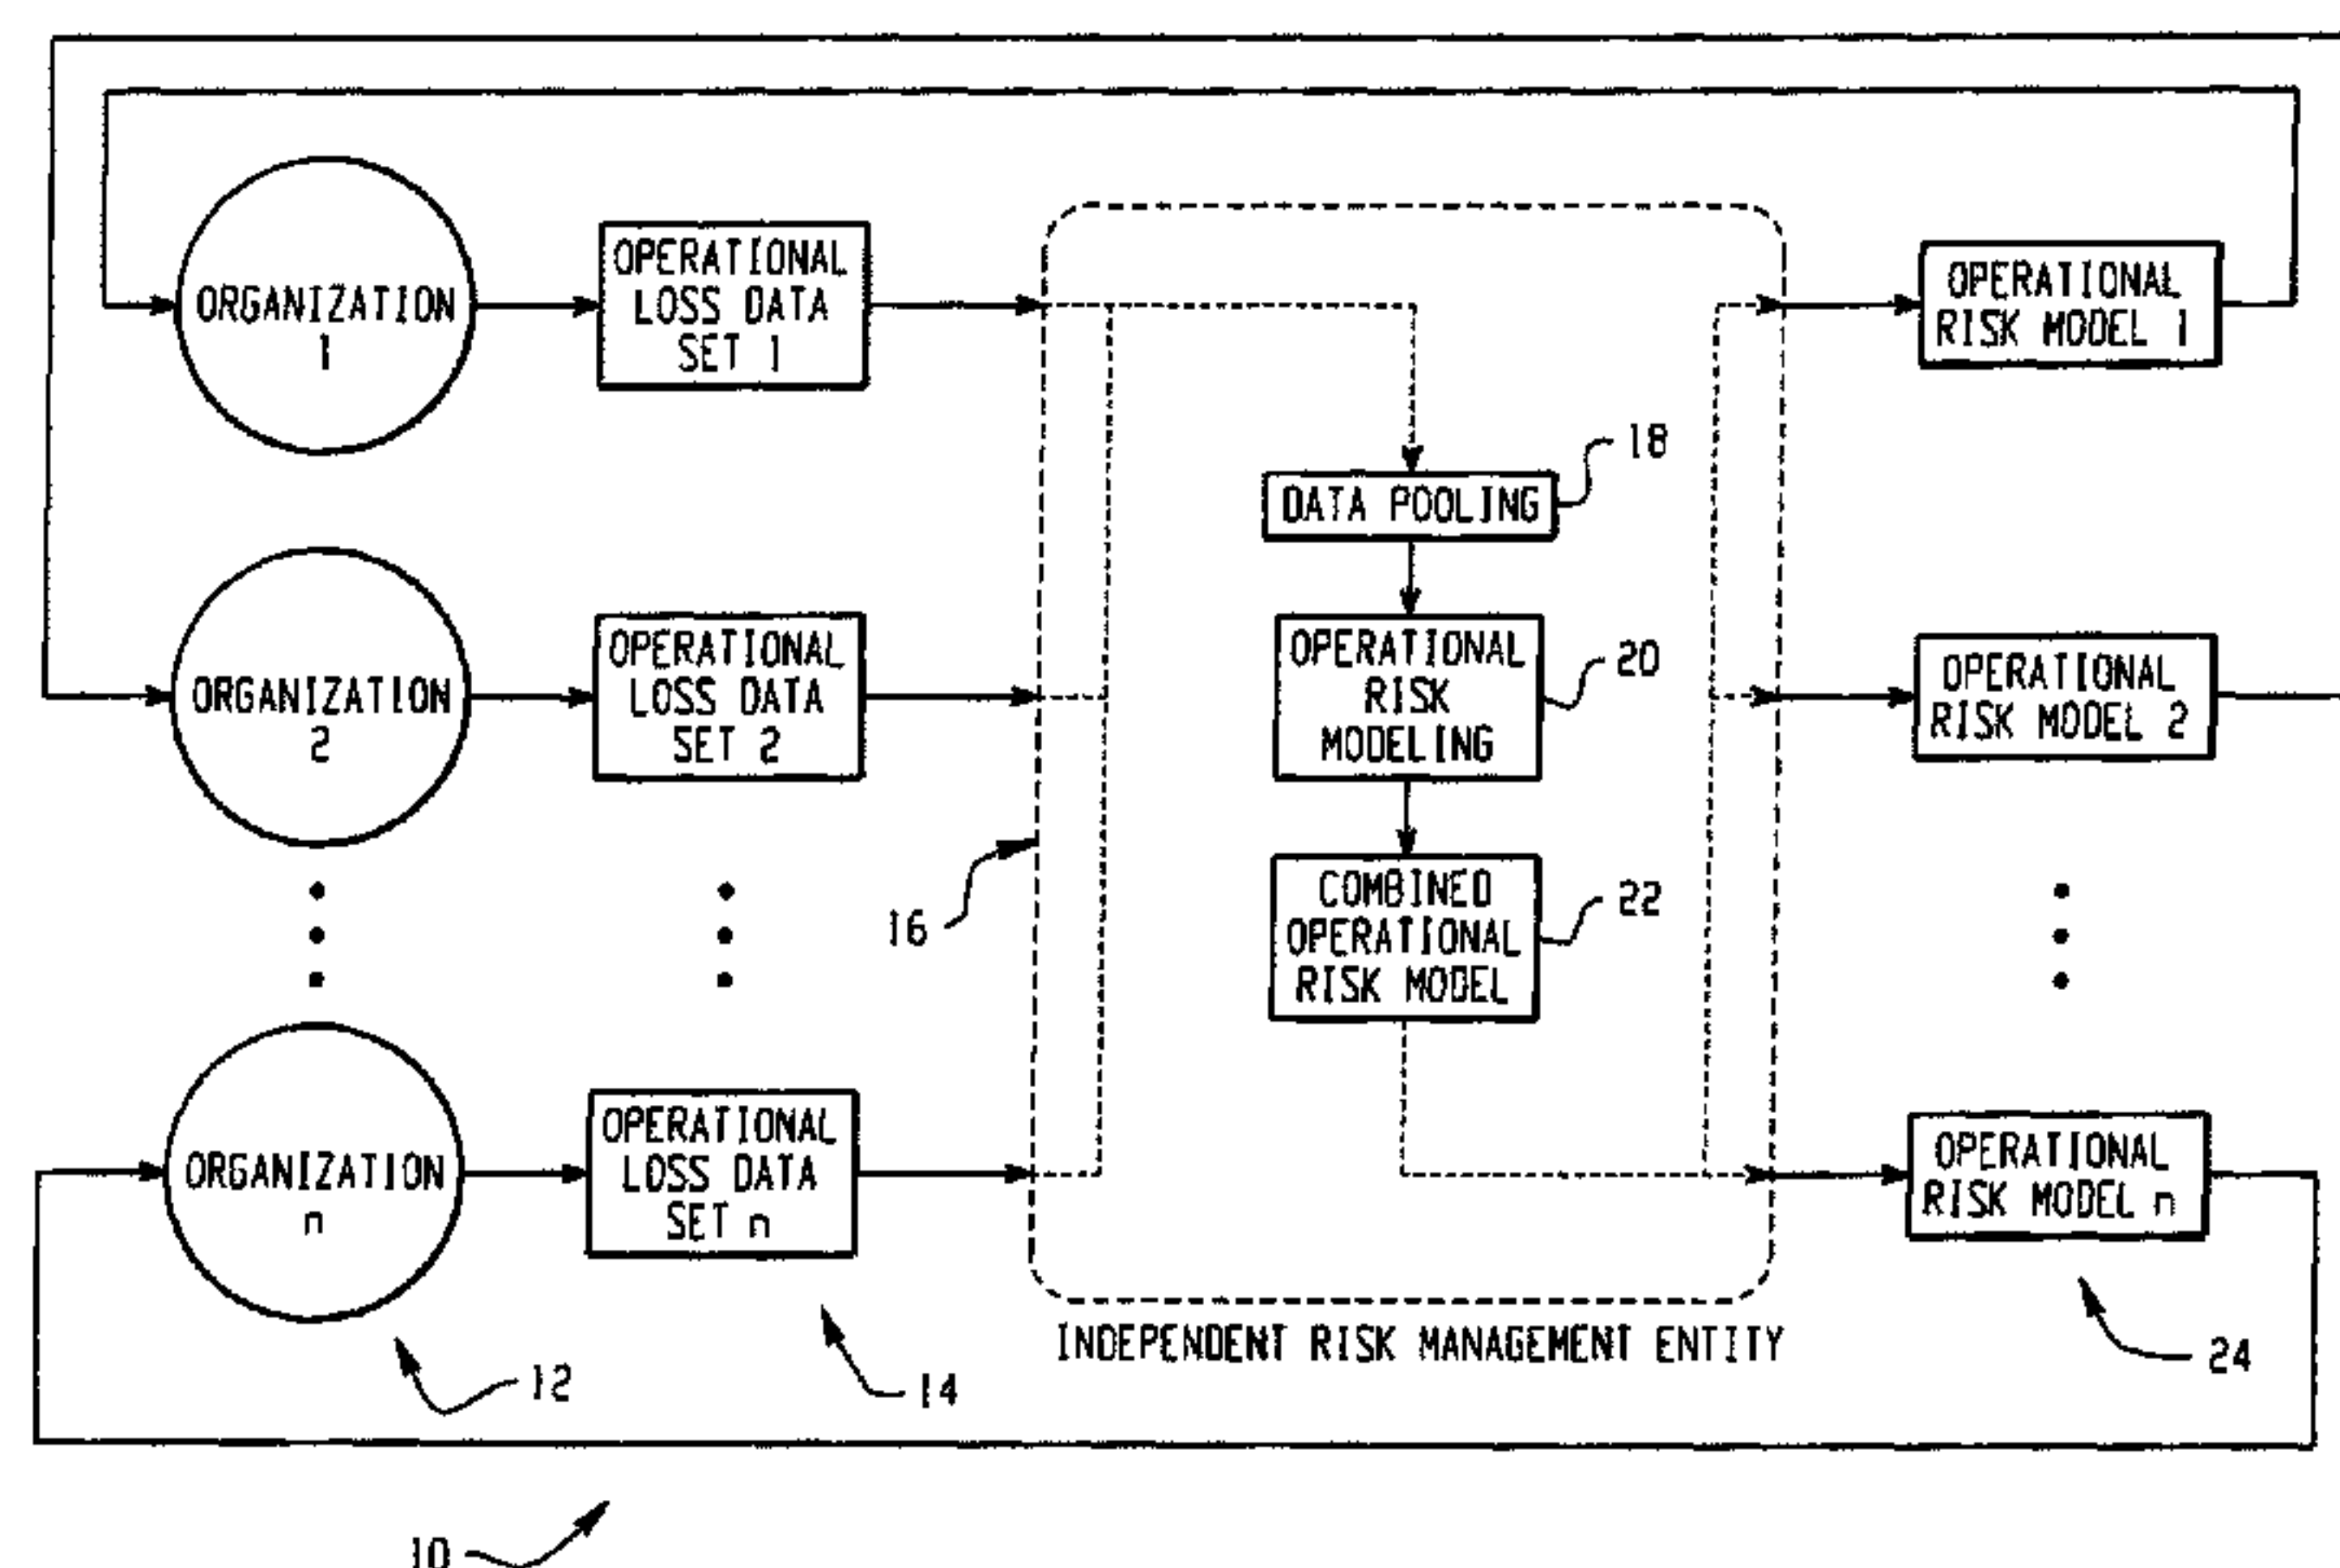 ORGANIZATION
1
OPERATIONAL
LOSS DATA
SET 1
OPERATIONAL
RISK MODEL 1
18
DATA POOLING
ORGANIZATION
2
OPERATIONAL
LOSS DATA
SET 2
OPERATIONAL
RISK
MODELING
20
OPERATIONAL
RISK MODEL 2
16
COMBINED
OPERATIONAL
RISK MODEL
22
ORGANIZATION
n
OPERATIONAL
LOSS DATA
SET n
OPERATIONAL
RISK MODEL n
INDEPENDENT RISK MANAGEMENT ENTITY
12
14
24
10